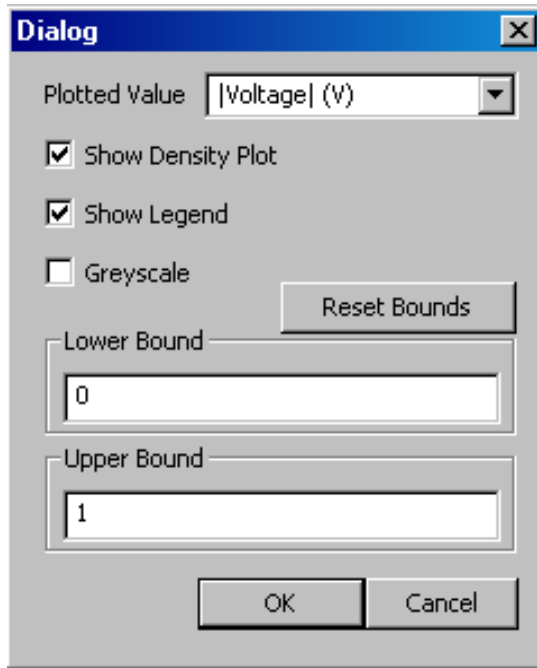 Dialog
Plotted Value |Voltage| (V)
Show Density Plot
Show Legend
Greyscale
Reset Bounds
Lower Bound
0
Upper Bound
1
OK Cancel